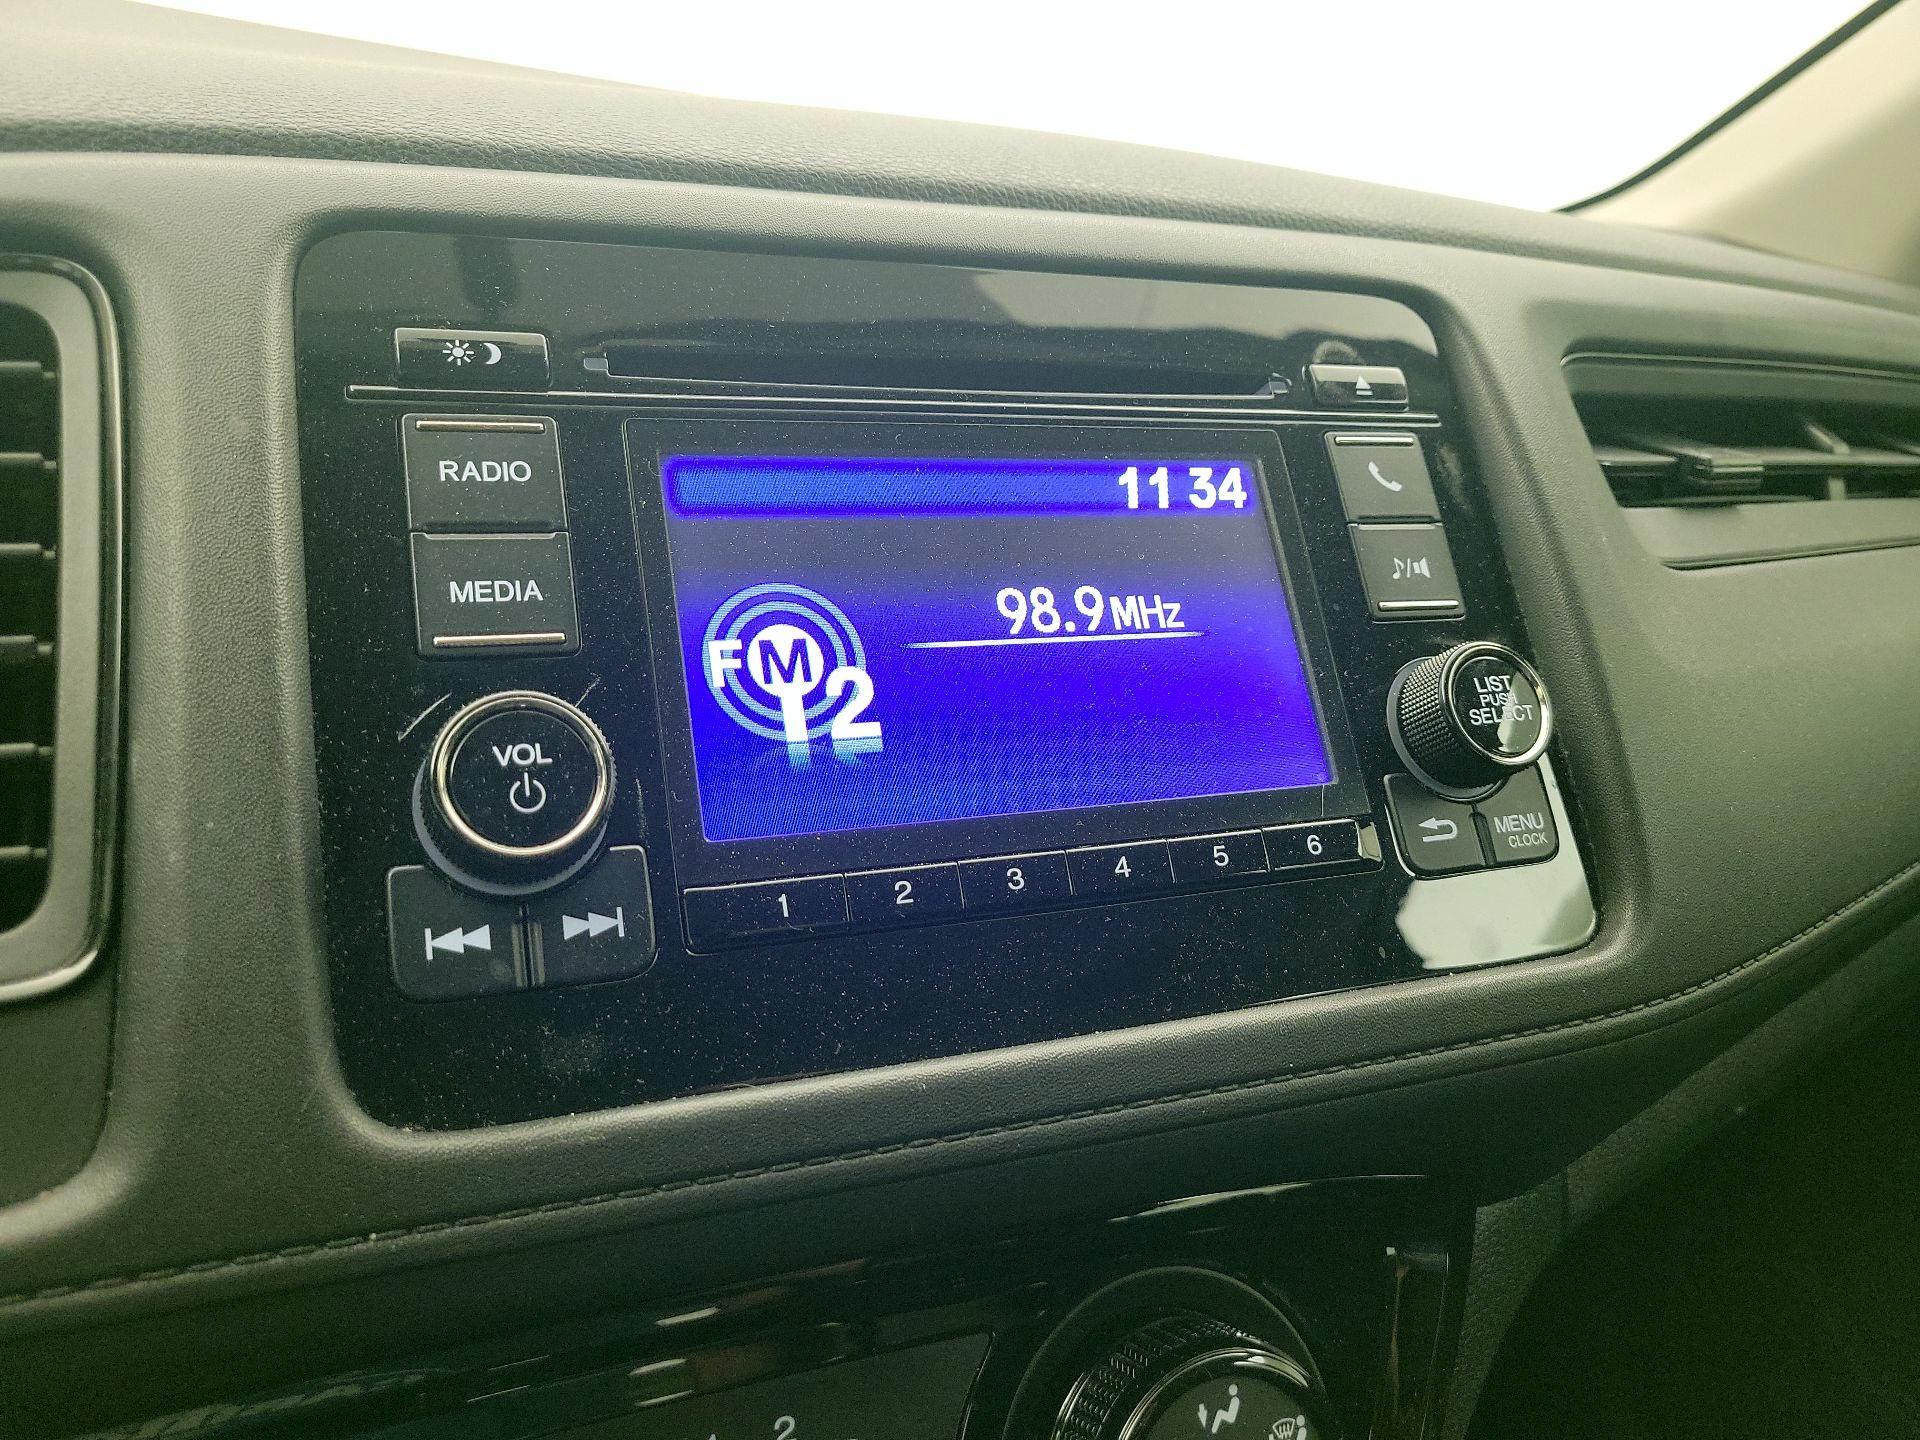 RADIO
MEDIA
VOL
11 34
98.9 MHz
FM
2
LIST
PUSH
SELECT
MENU
CLOCK
1 2 3 4 5 6
2